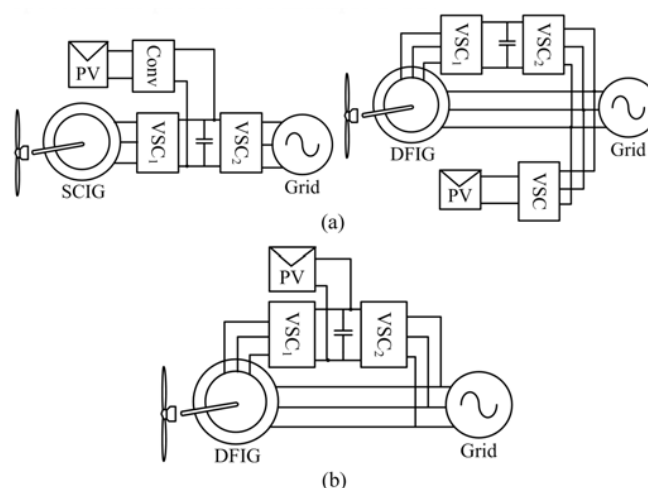 PV
Conv
VSC₁
VSC₂
SCIG
Grid
VSC₁
VSC₂
DFIG
Grid
PV
VSC
(a)
PV
VSC₁
VSC₂
DFIG
Grid
(b)